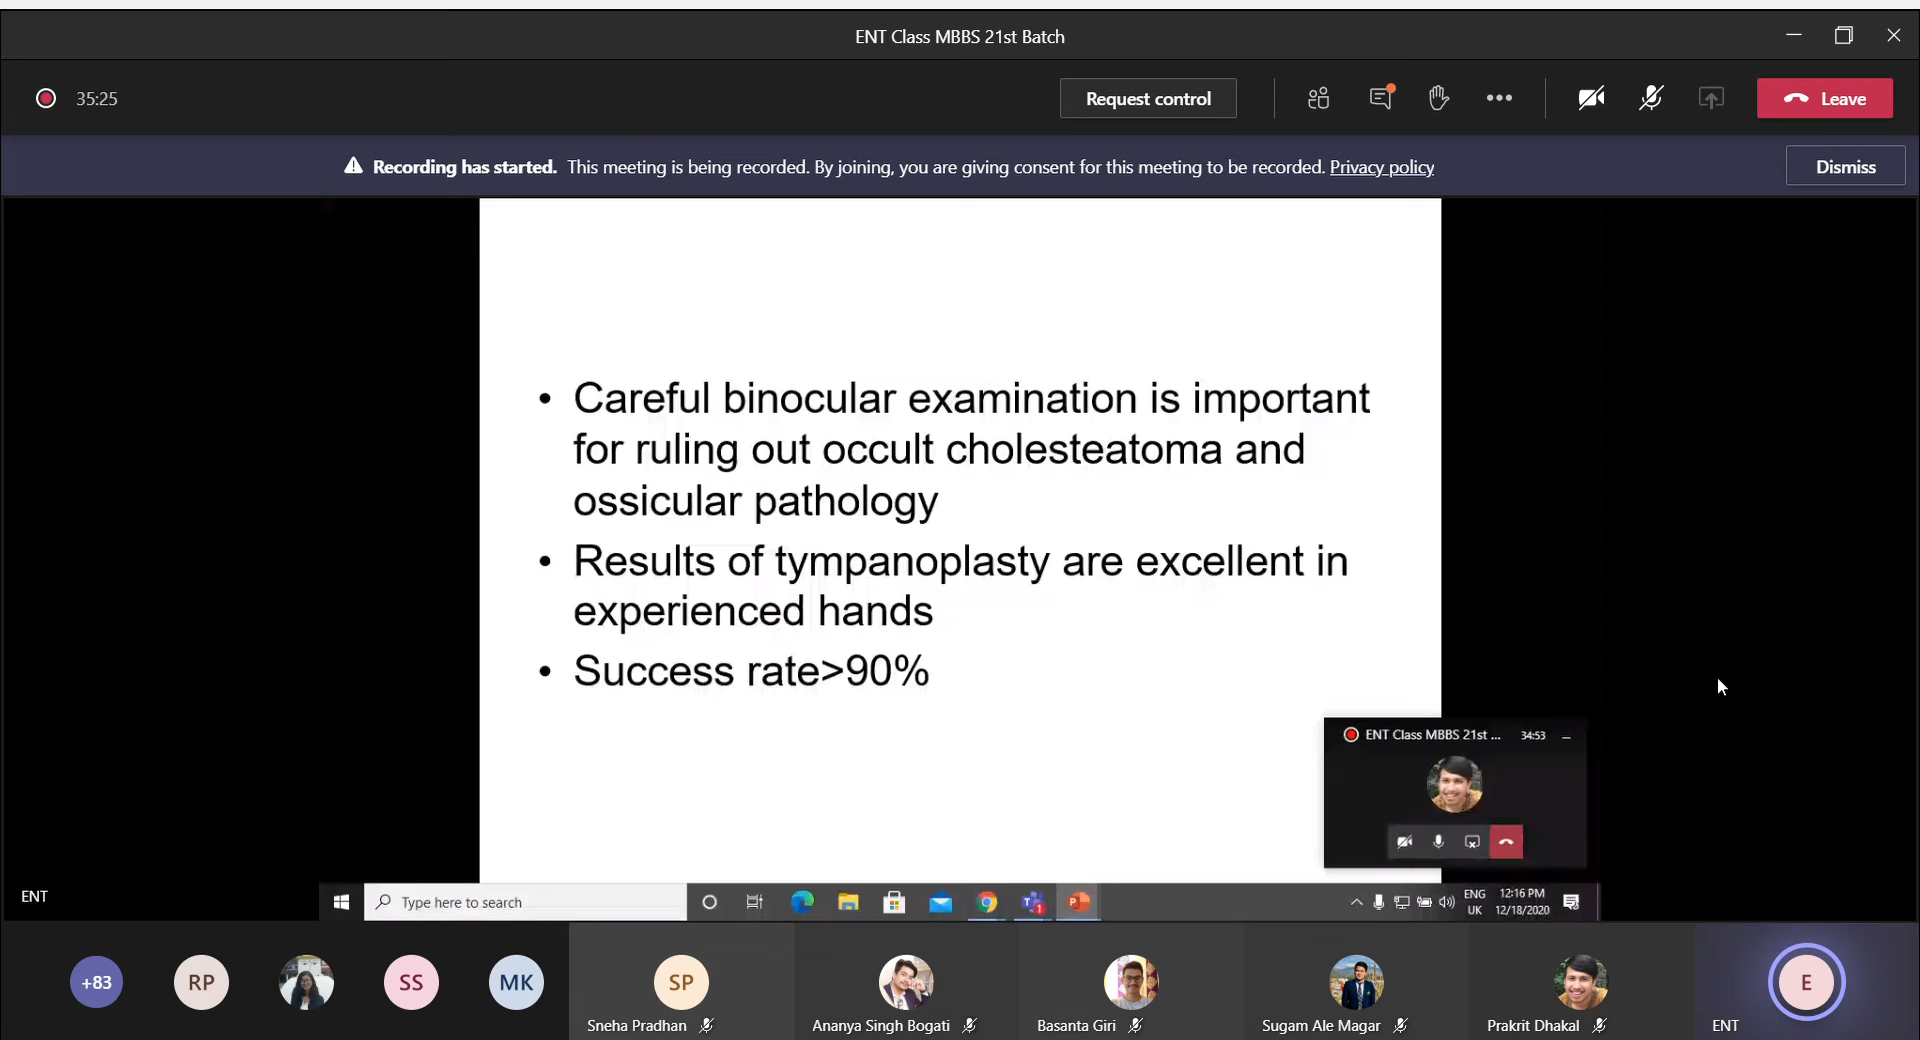 ENT Class MBBS 21st Batch
35:25
Request control
Leave
Recording has started. This meeting is being recorded. By joining, you are giving consent for this meeting to be recorded. Privacy policy
Dismiss
• Careful binocular examination is important
for ruling out occult cholesteatoma and
ossicular pathology
• Results of tympanoplasty are excellent in
experienced hands
• Success rate>90%
ENT Class MBBS 21st ... 34:53
ENT
Type here to search
ENG
UK
12:16 PM
12/18/2020
+83
RP
SS
MK
SP
E
Sneha Pradhan
Ananya Singh Bogati
Basanta Giri
Sugam Ale Magar
Prakrit Dhakal
ENT